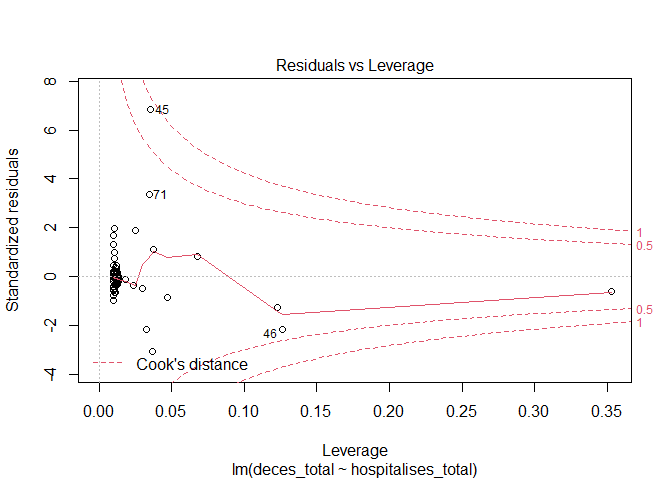 Residuals vs Leverage
Standardized residuals
8
6
4
2
0
-2
-4
45
71
46
1
0.5
0.5
1
Cook's distance
0.00 0.05 0.10 0.15 0.20 0.25 0.30 0.35
Leverage
lm(deces_total ~ hospitalises_total)